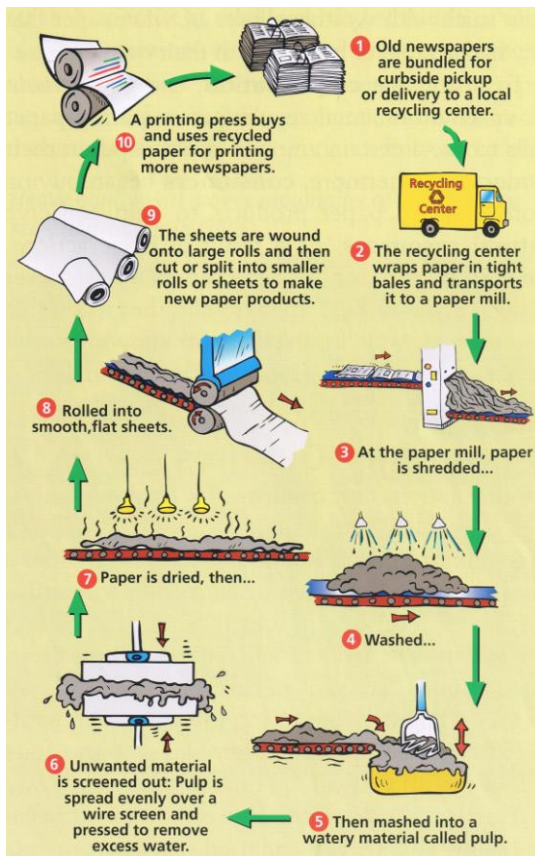 1 Old newspapers
are bundled for
curbside pickup
or delivery to a local
recycling center.
Recycling
Center
2 The recycling center
wraps paper in tight
bales and transports
it to a paper mill.
3 At the paper mill, paper
is shredded...
4 Washed...
5 Then mashed into a
watery material called pulp.
6 Unwanted material
is screened out: Pulp is
spread evenly over a
wire screen and
pressed to remove
excess water.
7 Paper is dried, then...
8 Rolled into
smooth,flat sheets.
9
The sheets are wound
onto large rolls and then
cut or split into smaller
rolls or sheets to make
new paper products.
A printing press buys
10 and uses recycled
paper for printing
more newspapers.